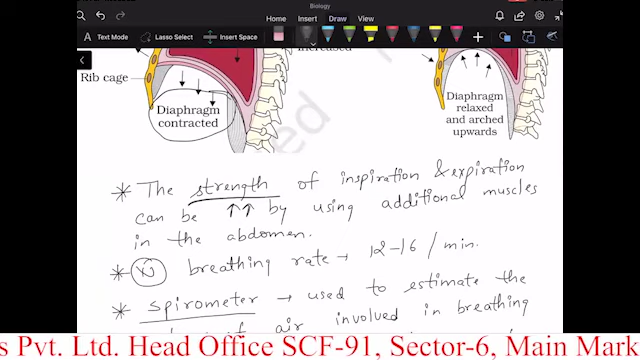 Biology
Home Insert Draw View
Text Mode Lasso Select Insert Space
increased
Rib cage
Diaphragm
contracted
Diaphragm
relaxed
and arched
upwards
* The strength of inspiration & expiration
can be ↑↑ by using additional muscles
in the abdomen.
* Ⓝ breathing rate → 12-16 / min.
* Spirometer → used to estimate the
of air involved in breathing
s Pvt. Ltd. Head Office SCF-91, Sector-6, Main Mark